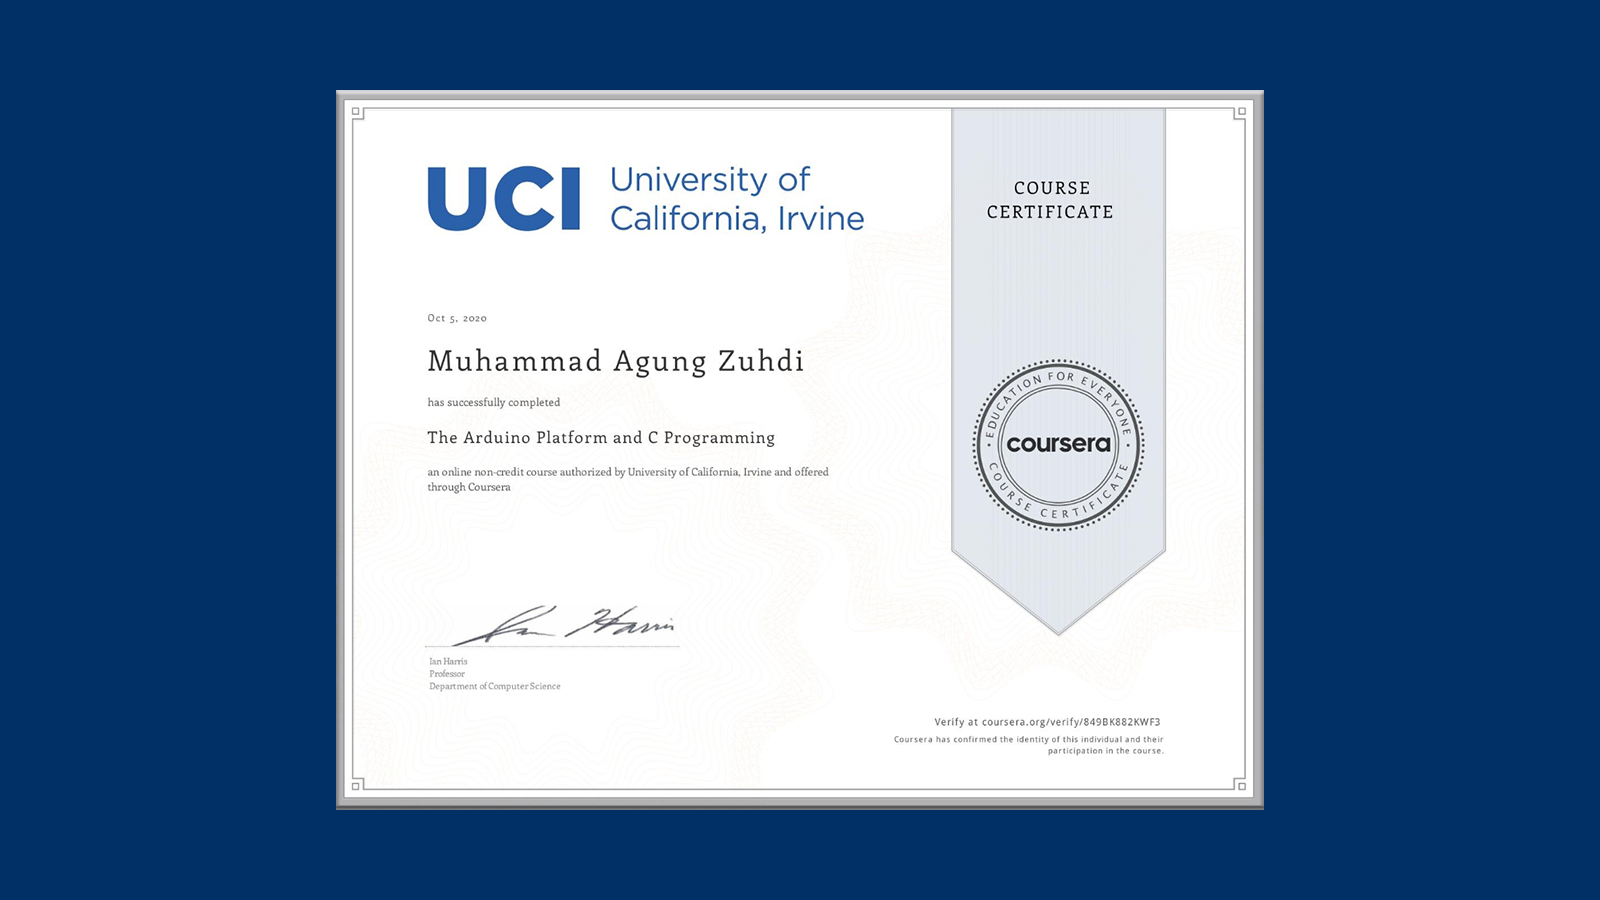 UCI University of
California, Irvine
COURSE
CERTIFICATE
Oct 5, 2020
Muhammad Agung Zuhdi
has successfully completed
The Arduino Platform and C Programming
an online non-credit course authorized by University of California, Irvine and offered
through Coursera
EDUCATION FOR EVERYONE
coursera
COURSE CERTIFICATE
Ian Harris
Ian Harris
Professor
Department of Computer Science
Verify at coursera.org/verify/849BK882KWF3
Coursera has confirmed the identity of this individual and their
participation in the course.